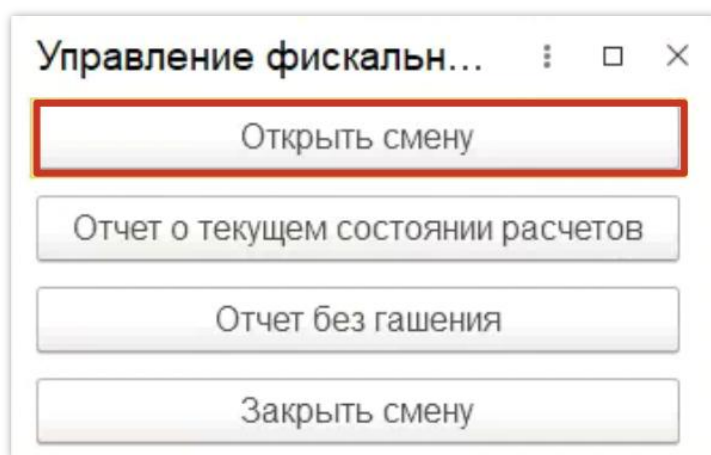 Управление фискальн...
Открыть смену
Отчет о текущем состоянии расчетов
Отчет без гашения
Закрыть смену